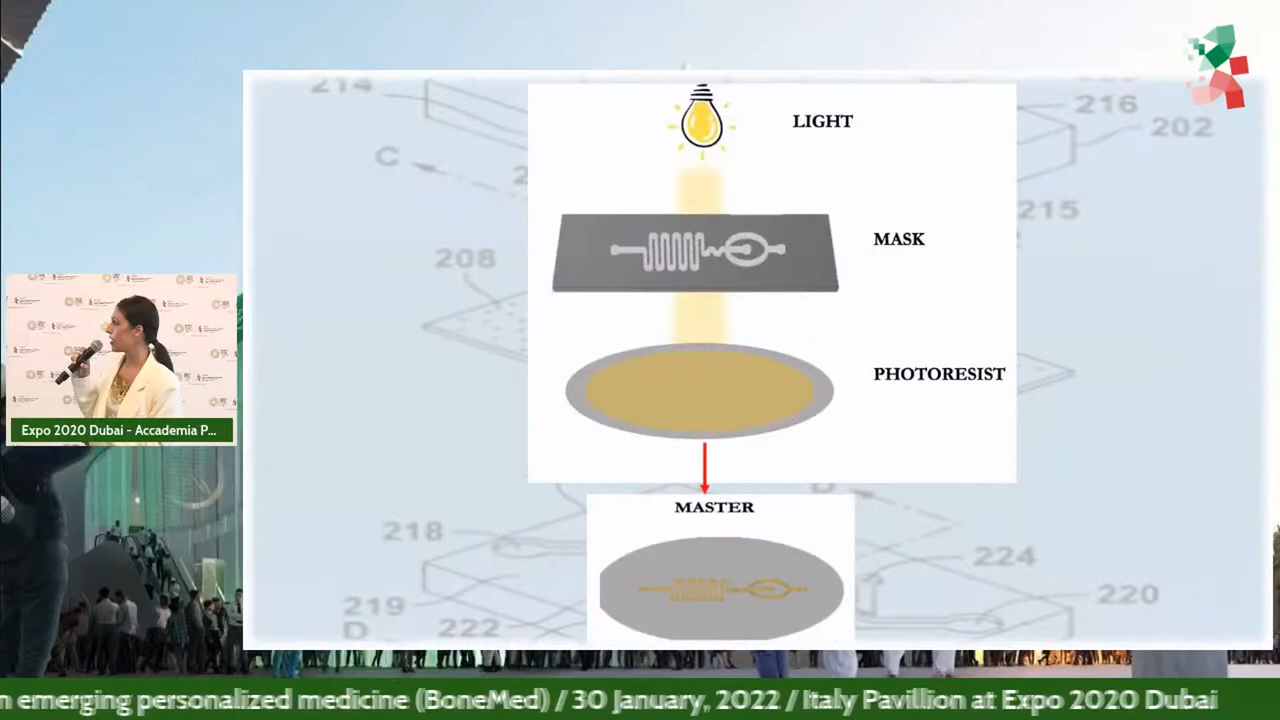 214
216
202
C
LIGHT
215
MASK
208
PHOTORESIST
MASTER
218
224
219
220
D
222
Expo 2020 Dubai - Accademia P...
n emerging personalized medicine (BoneMed) / 30 January, 2022 / Italy Pavillion at Expo 2020 Dubai